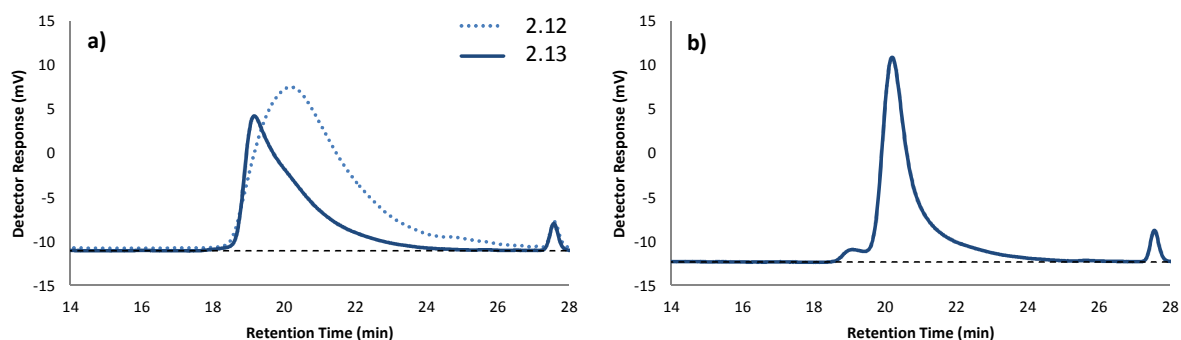 a)
2.12
2.13
Detector Response (mV)
15
10
5
0
-5
-10
-15
14 16 18 20 22 24 26 28
Retention Time (min)
b)
Detector Response (mV)
15
10
5
0
-5
-10
-15
14 16 18 20 22 24 26 28
Retention Time (min)